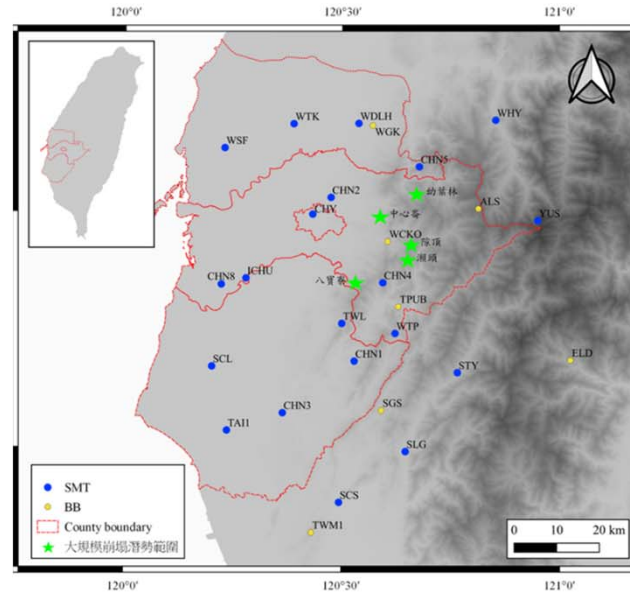 120°0' 120°30' 121°0'
WHY
WTK
WDLH
WGK
WSF
CHN5
幼葉林
CHN2
ALS
CHY
中心崙
YUS
WCKO
隙頂
瀨頭
ICHU
CHN8
八寶寮
CHN4
TPUB
TWL
WTP
CHN1
ELD
SCL
STY
CHN3
SGS
TAI1
SLG
SCS
TWM1
SMT
BB
County boundary
大規模崩塌潛勢範圍
0 10 20 km
120°0' 120°30' 121°0'